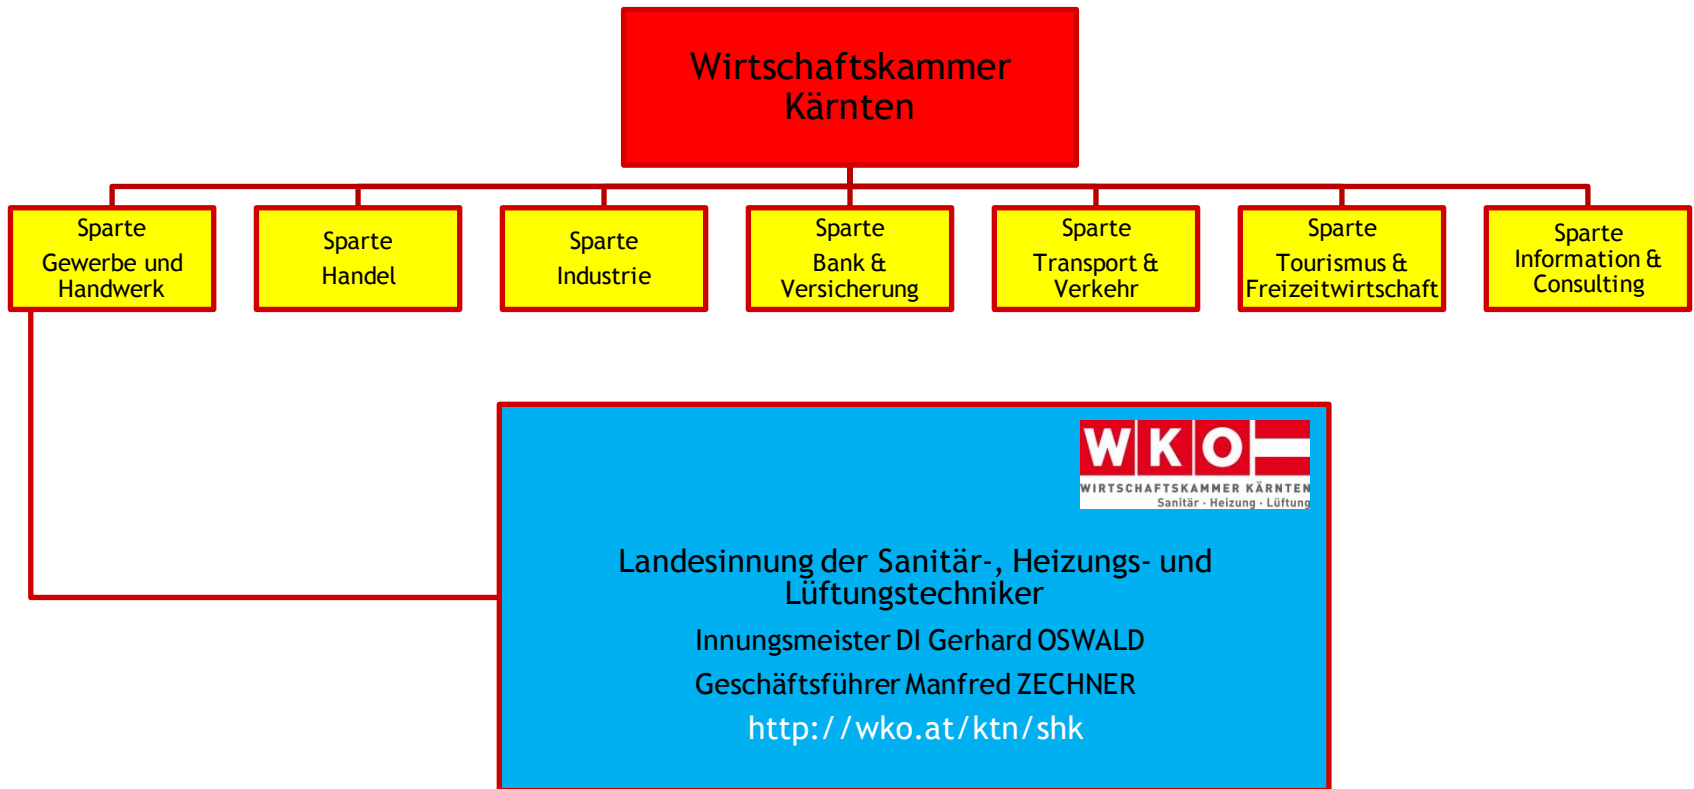 Wirtschaftskammer
Kärnten
Sparte
Gewerbe und
Handwerk
Sparte
Handel
Sparte
Industrie
Sparte
Bank &
Versicherung
Sparte
Transport &
Verkehr
Sparte
Tourismus &
Freizeitwirtschaft
Sparte
Information &
Consulting
WKO
WIRTSCHAFTSKAMMER KÄRNTEN
Sanitär · Heizung · Lüftung
Landesinnung der Sanitär-, Heizungs- und
Lüftungstechniker
Innungsmeister DI Gerhard OSWALD
Geschäftsführer Manfred ZECHNER
http://wko.at/ktn/shk